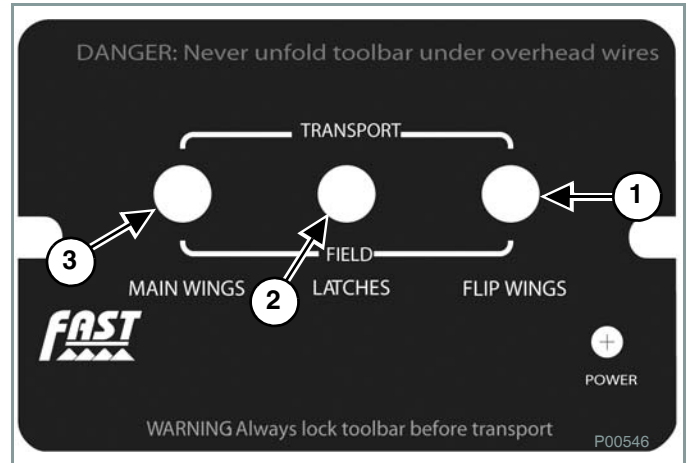 DANGER: Never unfold toolbar under overhead wires
TRANSPORT
1
3
2
FIELD
MAIN WINGS
LATCHES
FLIP WINGS
FAST
POWER
WARNING Always lock toolbar before transport
P00546